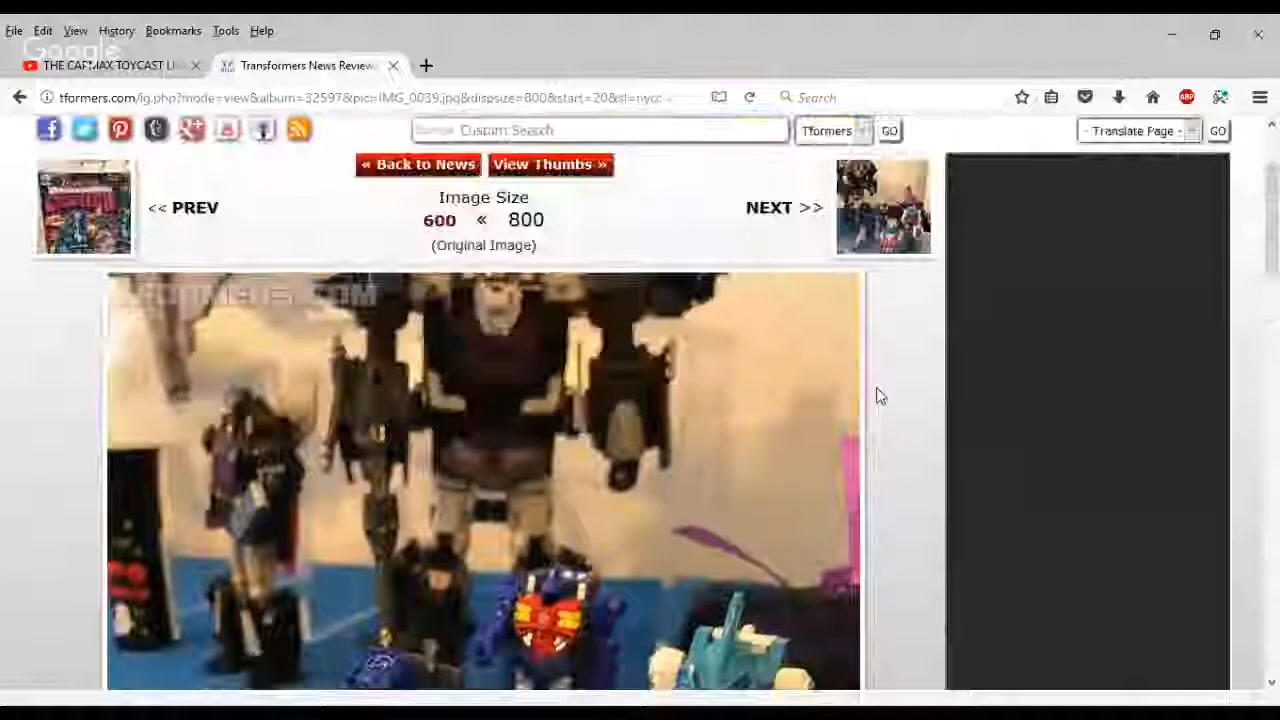 File Edit View History Bookmarks Tools Help
Google
THE CAFMAX TOYCAST LI
Transformers News Review
tformers.com/ig.php?mode=view&album=32597&pic=IMG_0039.jpg&dispsize=800&start=20&sl=nycc
Search
Custom Search
Tformers
GO
- Translate Page -
GO
« Back to News
View Thumbs »
Image Size
<< PREV
600 « 800
NEXT >>
(Original Image)